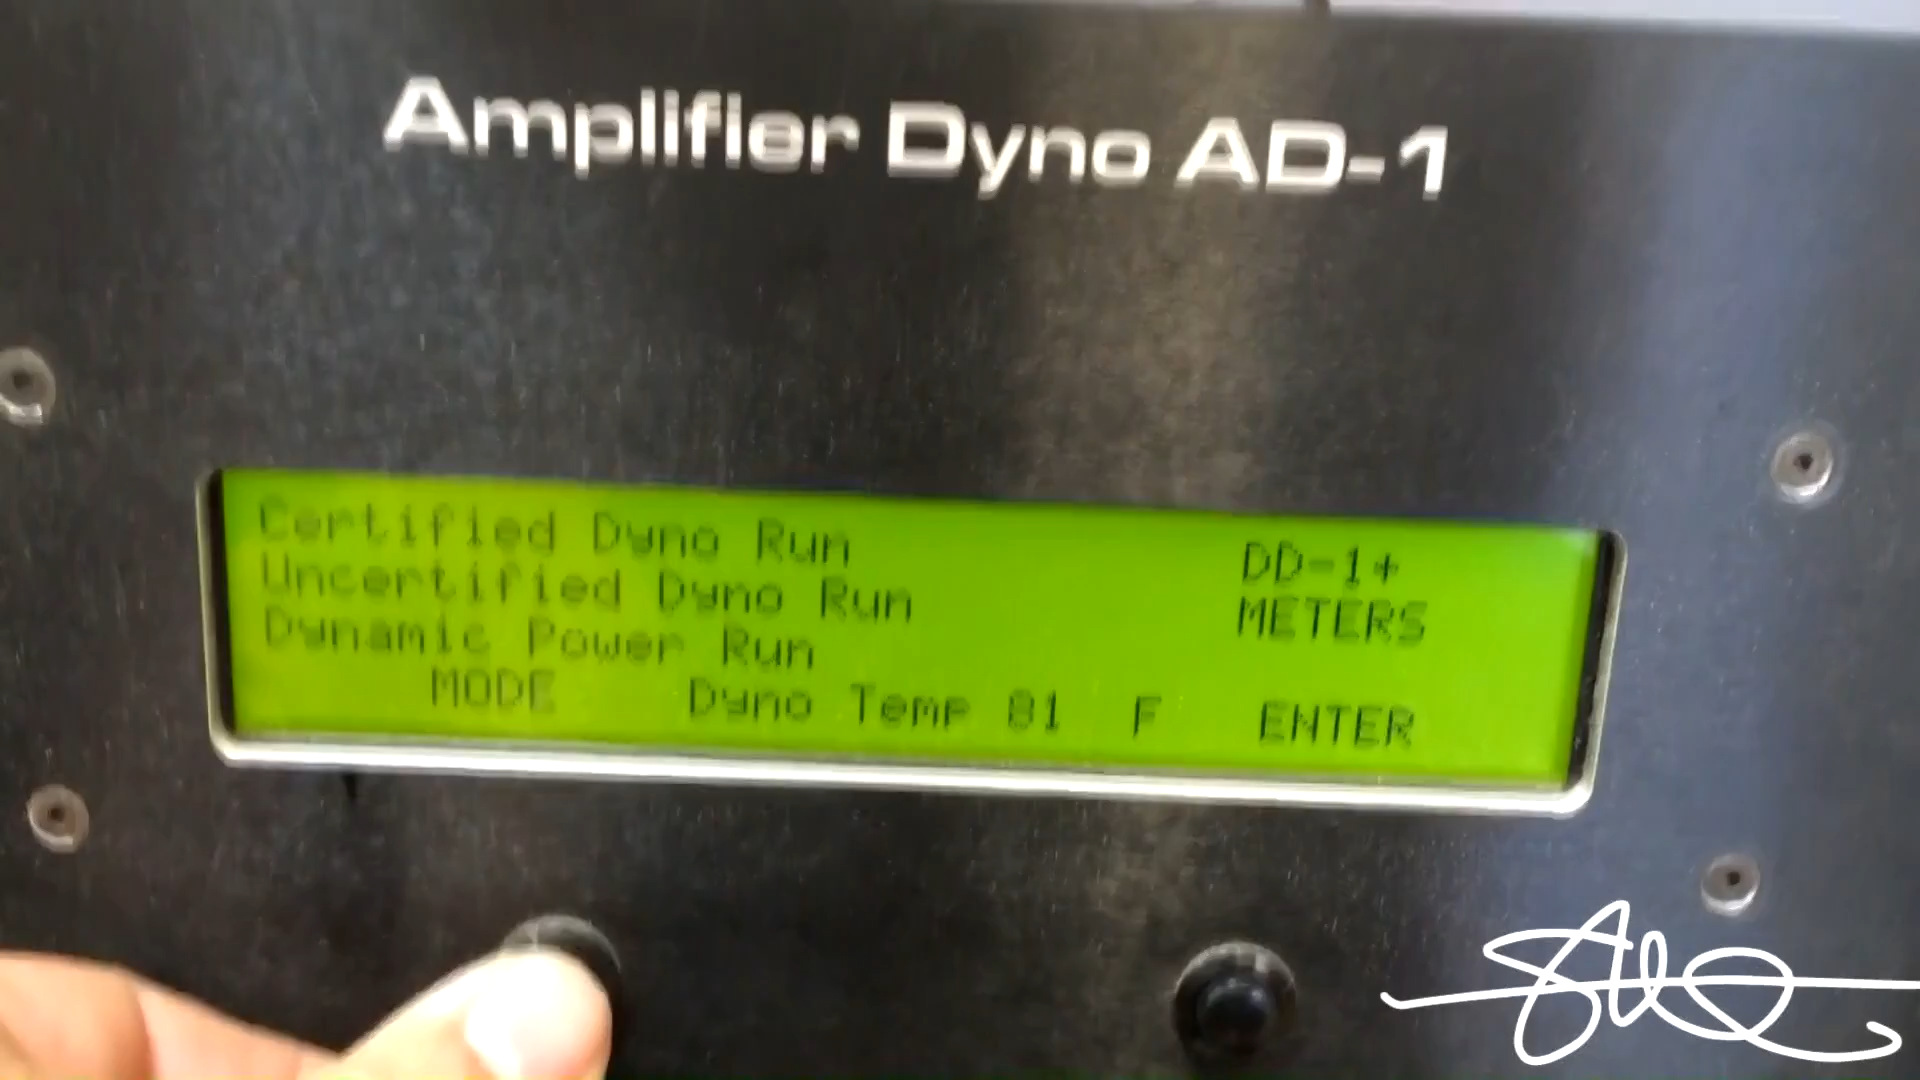 Amplifier Dyno AD-1
Certified Dyno Run DD-1+
Uncertified Dyno Run METERS
Dynamic Power Run
MODE Dyno Temp 81 F ENTER